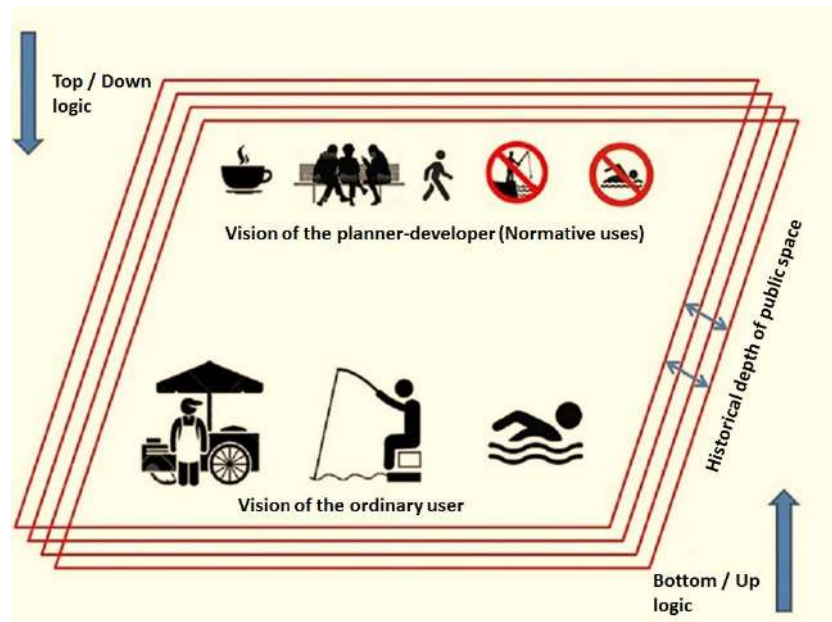 Top / Down
logic
Vision of the planner-developer (Normative uses)
Historical depth of public space
Vision of the ordinary user
Bottom / Up
logic